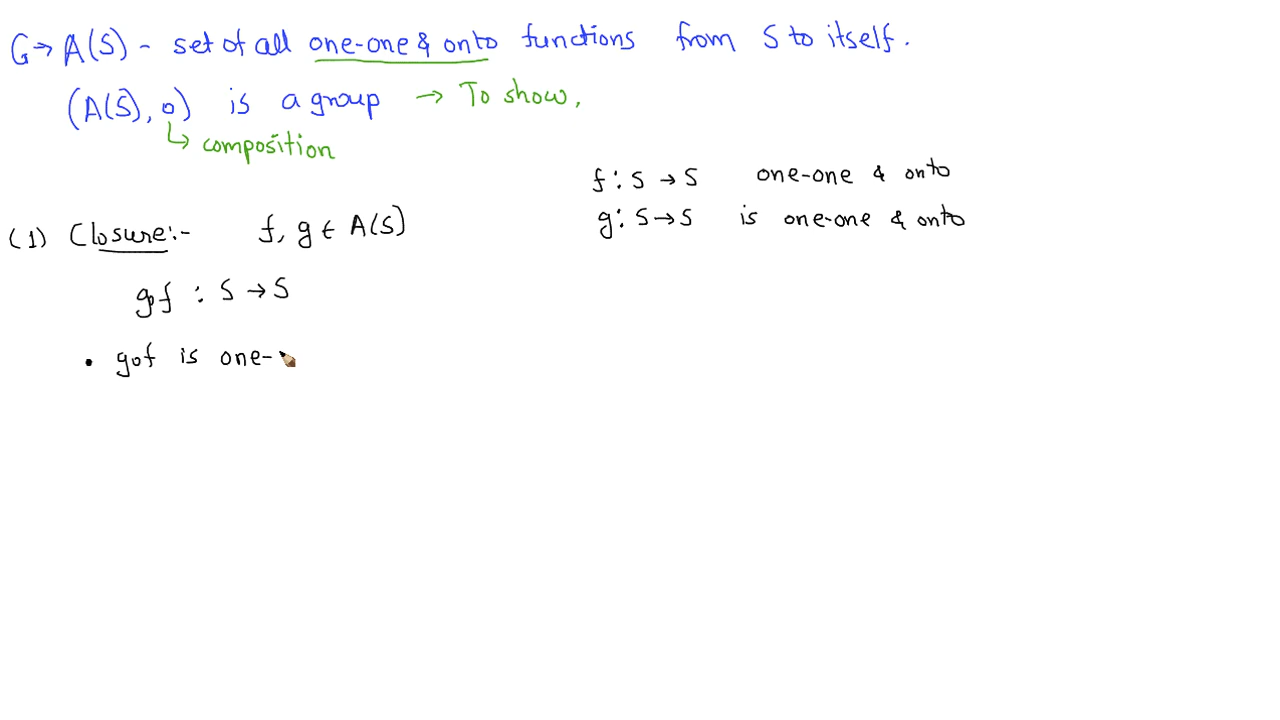 G→ A(S) - set of all one-one & onto functions from S to itself.
(A(S), o) is a group → To show,
↳ composition
f : S → S one-one & onto
g : S → S is one-one & onto
(1) Closure:- f, g ∈ A(S)
gof : S → S
• gof is one-